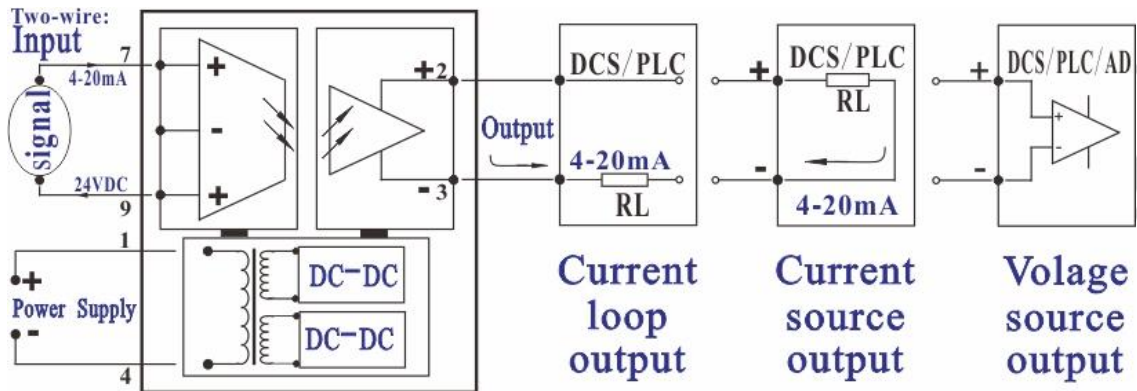 Two-wire:
Input
7
4-20mA
signal
24VDC
9
1
+
Power Supply
-
4
+
-
+
+2
-3
DC-DC
DC-DC
Output
DCS/PLC
4-20mA
RL
Current
loop
output
+
DCS/PLC
RL
-
4-20mA
Current
source
output
+
DCS/PLC/AD
+
-
-
Volage
source
output